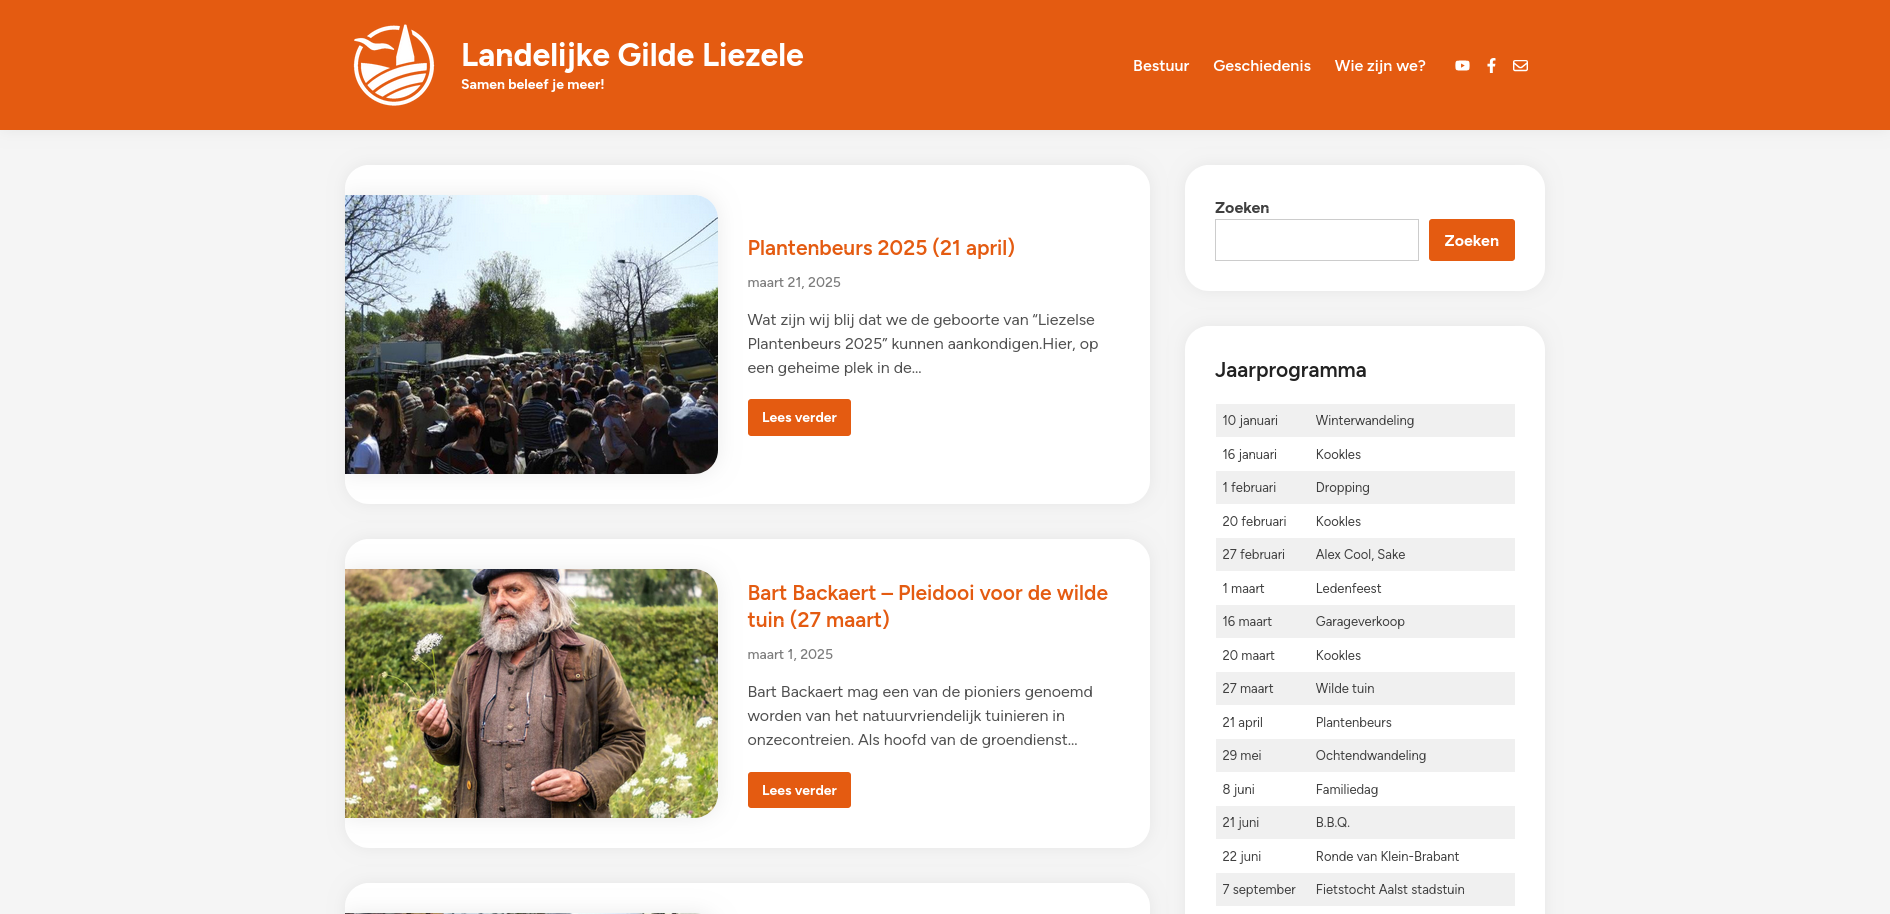 Landelijke Gilde Liezele
Samen beleef je meer!
Bestuur Geschiedenis Wie zijn we?
Plantenbeurs 2025 (21 april)
maart 21, 2025
Wat zijn wij blij dat we de geboorte van “Liezelse
Plantenbeurs 2025” kunnen aankondigen.Hier, op
een geheime plek in de...
Lees verder
Bart Backaert – Pleidooi voor de wilde
tuin (27 maart)
maart 1, 2025
Bart Backaert mag een van de pioniers genoemd
worden van het natuurvriendelijk tuinieren in
onzecontreien. Als hoofd van de groendienst...
Lees verder
Zoeken
Zoeken
Jaarprogramma
10 januari Winterwandeling
16 januari Kookles
1 februari Dropping
20 februari Kookles
27 februari Alex Cool, Sake
1 maart Ledenfeest
16 maart Garageverkoop
20 maart Kookles
27 maart Wilde tuin
21 april Plantenbeurs
29 mei Ochtendwandeling
8 juni Familiedag
21 juni B.B.Q.
22 juni Ronde van Klein-Brabant
7 september Fietstocht Aalst stadstuin